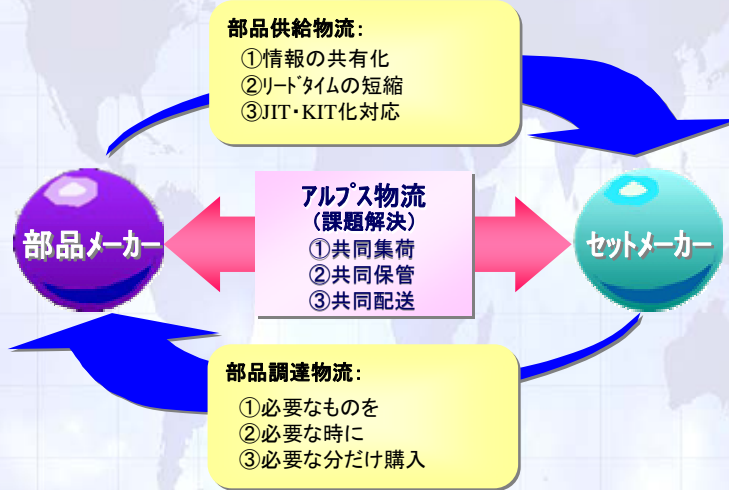 部品供給物流：
①情報の共有化
②ﾘｰﾄﾞﾀｲﾑの短縮
③JIT・KIT化対応
部品ﾒｰｶｰ
ｱﾙﾌﾟｽ物流
（課題解決）
①共同集荷
②共同保管
③共同配送
ｾｯﾄﾒｰｶｰ
部品調達物流：
①必要なものを
②必要な時に
③必要な分だけ購入